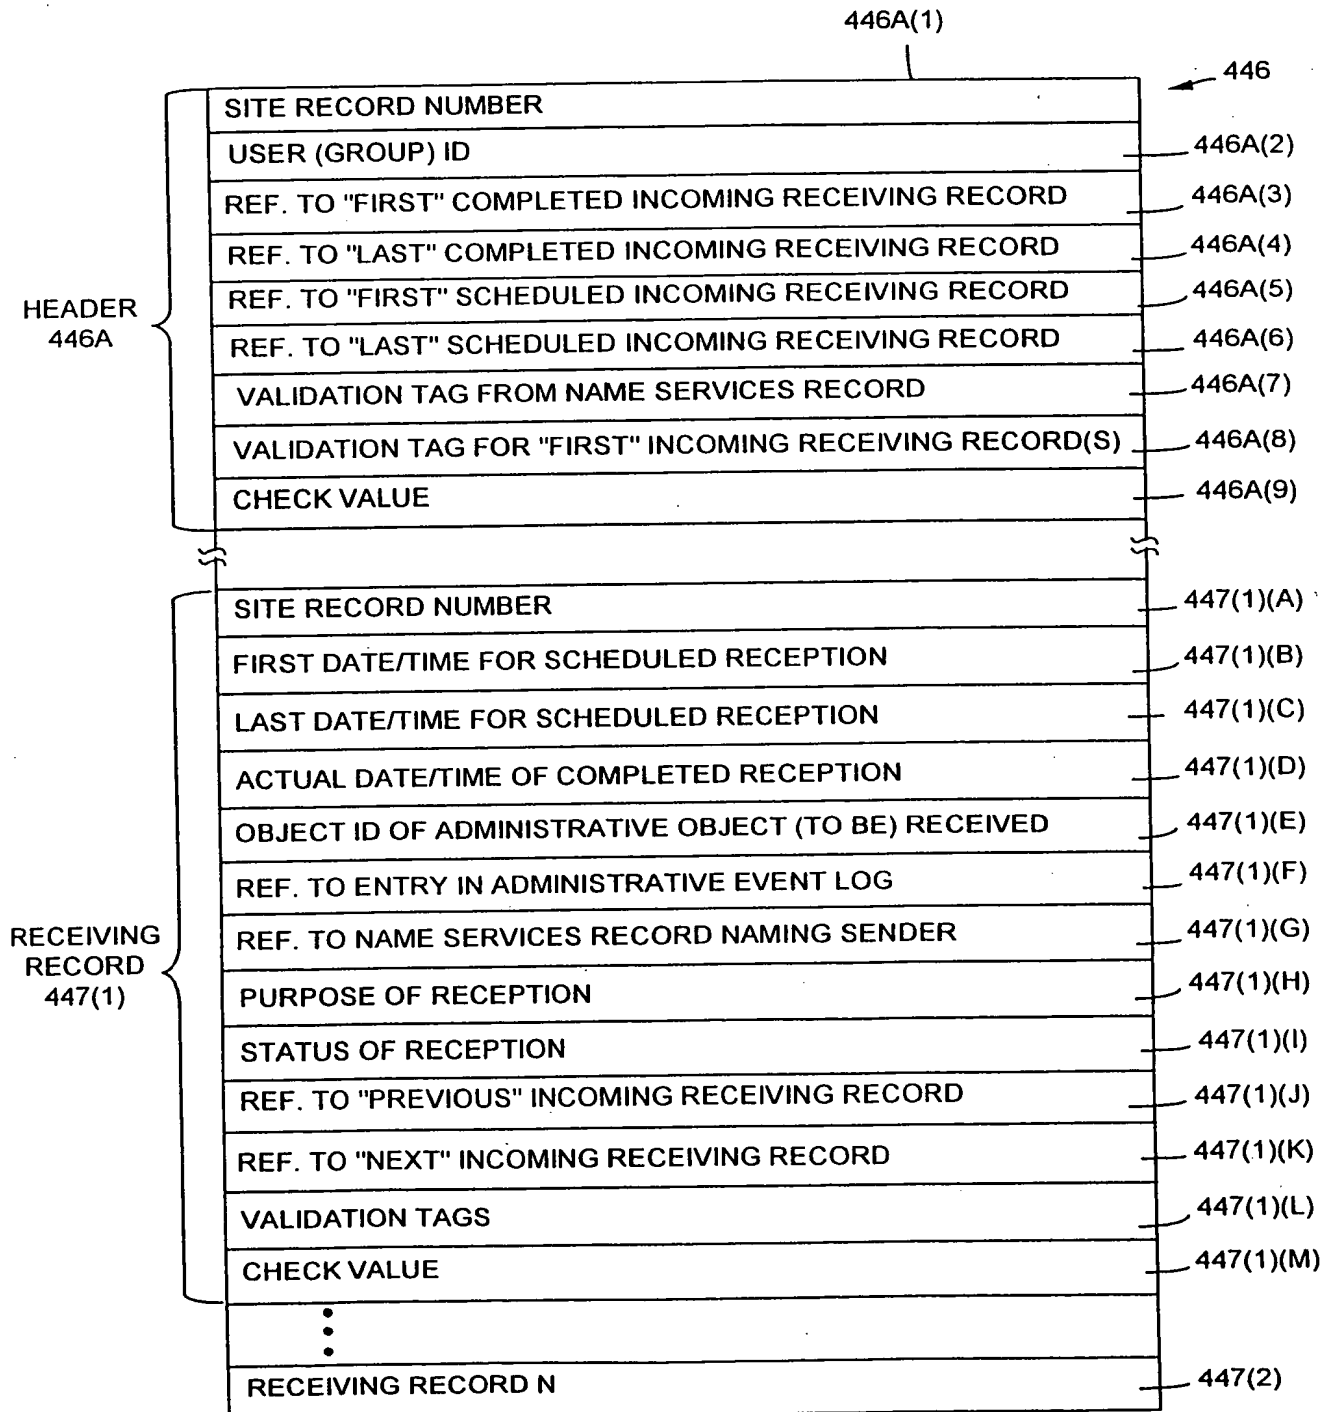 446A(1)
446
SITE RECORD NUMBER
USER (GROUP) ID 446A(2)
REF. TO "FIRST" COMPLETED INCOMING RECEIVING RECORD 446A(3)
REF. TO "LAST" COMPLETED INCOMING RECEIVING RECORD 446A(4)
REF. TO "FIRST" SCHEDULED INCOMING RECEIVING RECORD 446A(5)
HEADER
446A
REF. TO "LAST" SCHEDULED INCOMING RECEIVING RECORD 446A(6)
VALIDATION TAG FROM NAME SERVICES RECORD 446A(7)
VALIDATION TAG FOR "FIRST" INCOMING RECEIVING RECORD(S) 446A(8)
CHECK VALUE 446A(9)
SITE RECORD NUMBER 447(1)(A)
FIRST DATE/TIME FOR SCHEDULED RECEPTION 447(1)(B)
LAST DATE/TIME FOR SCHEDULED RECEPTION 447(1)(C)
ACTUAL DATE/TIME OF COMPLETED RECEPTION 447(1)(D)
OBJECT ID OF ADMINISTRATIVE OBJECT (TO BE) RECEIVED 447(1)(E)
REF. TO ENTRY IN ADMINISTRATIVE EVENT LOG 447(1)(F)
REF. TO NAME SERVICES RECORD NAMING SENDER 447(1)(G)
RECEIVING
RECORD
447(1)
PURPOSE OF RECEPTION 447(1)(H)
STATUS OF RECEPTION 447(1)(I)
REF. TO "PREVIOUS" INCOMING RECEIVING RECORD 447(1)(J)
REF. TO "NEXT" INCOMING RECEIVING RECORD 447(1)(K)
VALIDATION TAGS 447(1)(L)
CHECK VALUE 447(1)(M)
RECEIVING RECORD N 447(2)